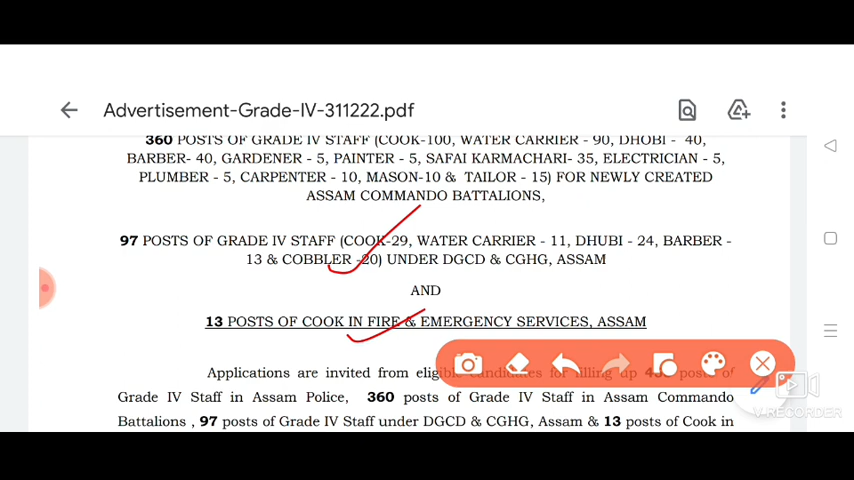 Advertisement-Grade-IV-311222.pdf
360 POSTS OF GRADE IV STAFF (COOK-100, WATER CARRIER - 90, DHOBI - 40,
BARBER- 40, GARDENER - 5, PAINTER - 5, SAFAI KARMACHARI- 35, ELECTRICIAN - 5,
PLUMBER - 5, CARPENTER - 10, MASON-10 & TAILOR - 15) FOR NEWLY CREATED
ASSAM COMMANDO BATTALIONS,
97 POSTS OF GRADE IV STAFF (COOK-29, WATER CARRIER - 11, DHUBI - 24, BARBER -
13 & COBBLER -20) UNDER DGCD & CGHG, ASSAM
AND
13 POSTS OF COOK IN FIRE & EMERGENCY SERVICES, ASSAM
Applications are invited from eligible candidates for filling up posts of
Grade IV Staff in Assam Police, 360 posts of Grade IV Staff in Assam Commando
Battalions , 97 posts of Grade IV Staff under DGCD & CGHG, Assam & 13 posts of Cook in
V-RECORDER